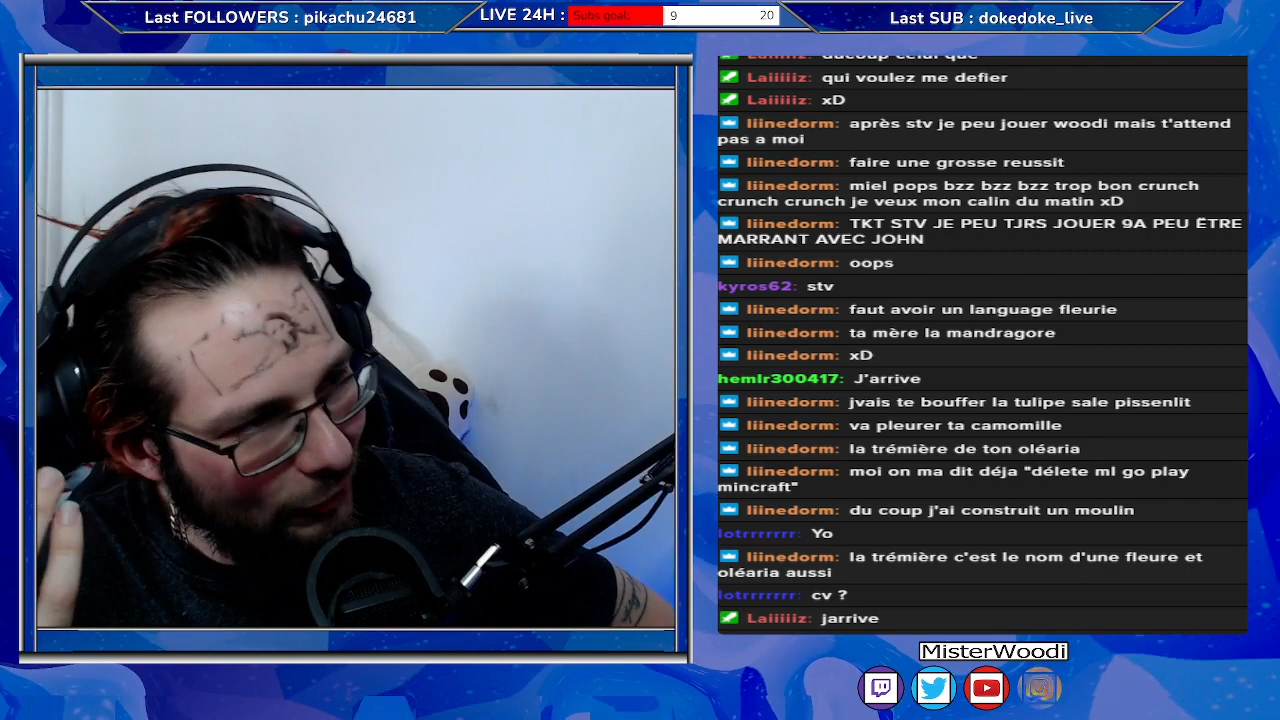 Last FOLLOWERS : pikachu24681
LIVE 24H :
Subs goal:
9
20
Last SUB : dokedoke_live
Laiiiiiz: qui voulez me defier
Laiiiiiz: xD
liinedorm: après stv je peu jouer woodi mais t'attend
pas a moi
liinedorm: faire une grosse reussit
liinedorm: miel pops bzz bzz bzz trop bon crunch
crunch crunch je veux mon calin du matin xD
liinedorm: TKT STV JE PEU TJRS JOUER 9A PEU ËTRE
MARRANT AVEC JOHN
liinedorm: oops
kyros62: stv
liinedorm: faut avoir un language fleurie
liinedorm: ta mère la mandragore
liinedorm: xD
hemlr300417: J'arrive
liinedorm: jvais te bouffer la tulipe sale pissenlit
liinedorm: va pleurer ta camomille
liinedorm: la trémière de ton oléaria
liinedorm: moi on ma dit déja "délete ml go play
mincraft"
liinedorm: du coup j'ai construit un moulin
lotrrrrrrr: Yo
liinedorm: la trémière c'est le nom d'une fleure et
oléaria aussi
lotrrrrrrr: cv ?
Laiiiiiz: jarrive
MisterWoodi